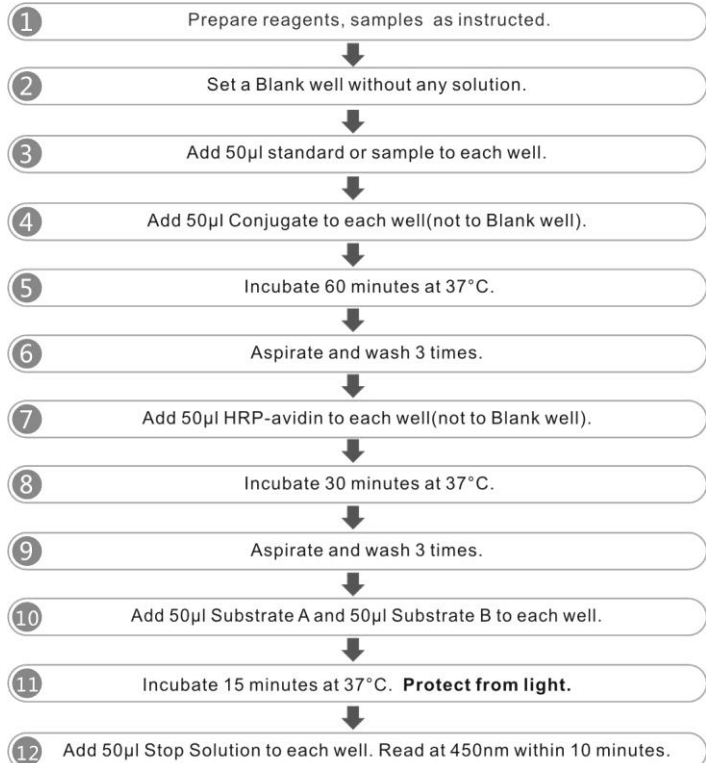 1 Prepare reagents, samples as instructed.
2 Set a Blank well without any solution.
3 Add 50μl standard or sample to each well.
4 Add 50μl Conjugate to each well(not to Blank well).
5 Incubate 60 minutes at 37°C.
6 Aspirate and wash 3 times.
7 Add 50μl HRP-avidin to each well(not to Blank well).
8 Incubate 30 minutes at 37°C.
9 Aspirate and wash 3 times.
10 Add 50μl Substrate A and 50μl Substrate B to each well.
11 Incubate 15 minutes at 37°C. Protect from light.
12 Add 50μl Stop Solution to each well. Read at 450nm within 10 minutes.